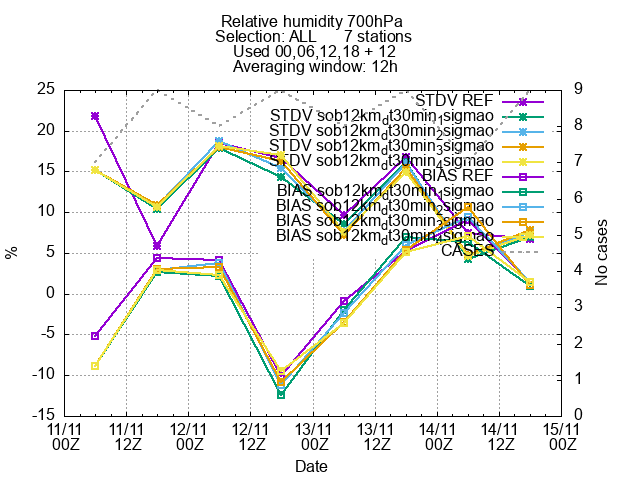 Relative humidity 700hPa
Selection: ALL 7 stations
Used 00,06,12,18 + 12
Averaging window: 12h
STDV REF
STDV sob12km_dt30min_1sigmao
STDV sob12km_dt30min_2sigmao
STDV sob12km_dt30min_3sigmao
STDV sob12km_dt30min_4sigmao
BIAS REF
BIAS sob12km_dt30min_1sigmao
BIAS sob12km_dt30min_2sigmao
BIAS sob12km_dt30min_3sigmao
BIAS sob12km_dt30min_4sigmao
CASES
25
20
15
10
5
0
-5
-10
-15
%
9
8
7
6
5
4
3
2
1
0
No cases
11/11 11/11 12/11 12/11 13/11 13/11 14/11 14/11 15/11
00Z 12Z 00Z 12Z 00Z 12Z 00Z 12Z 00Z
Date